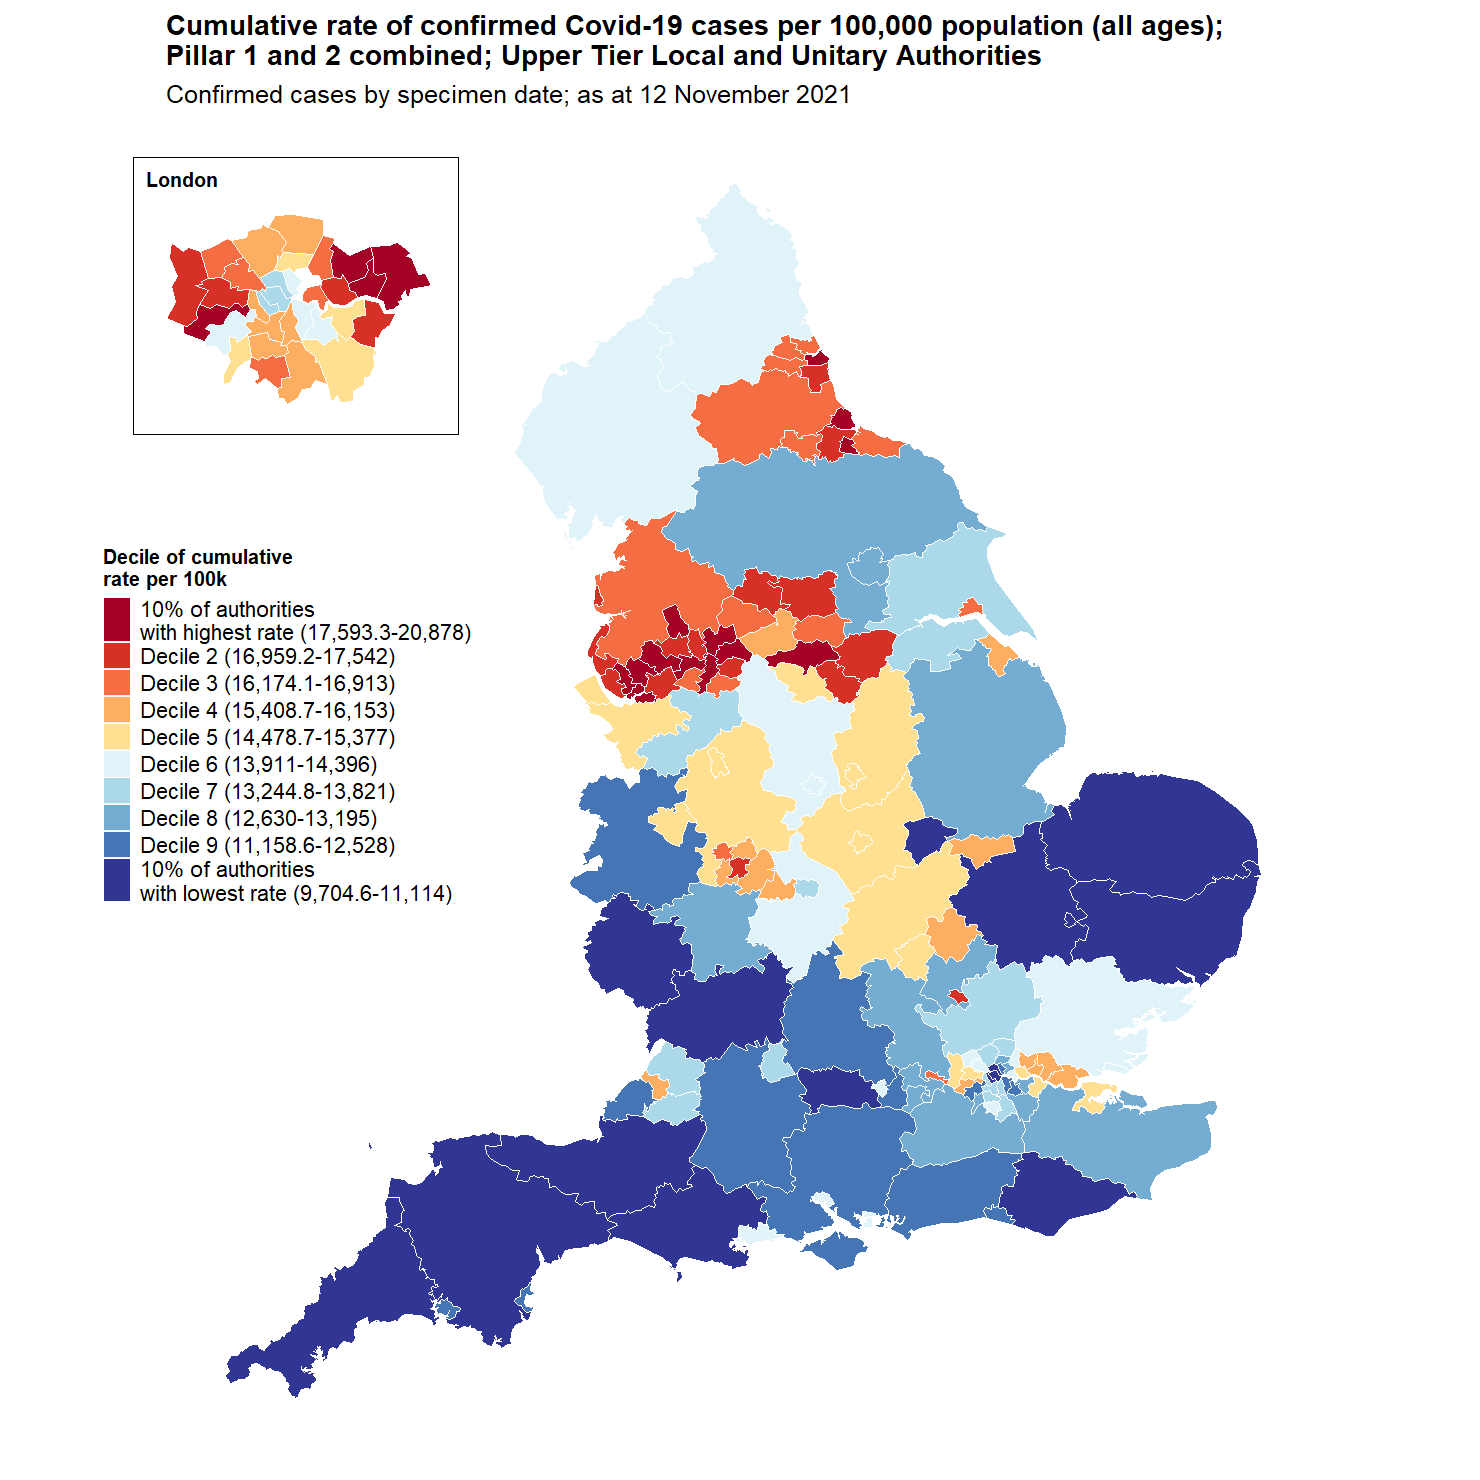 Cumulative rate of confirmed Covid-19 cases per 100,000 population (all ages);
Pillar 1 and 2 combined; Upper Tier Local and Unitary Authorities
Confirmed cases by specimen date; as at 12 November 2021
London
Decile of cumulative
rate per 100k
10% of authorities
with highest rate (17,593.3-20,878)
Decile 2 (16,959.2-17,542)
Decile 3 (16,174.1-16,913)
Decile 4 (15,408.7-16,153)
Decile 5 (14,478.7-15,377)
Decile 6 (13,911-14,396)
Decile 7 (13,244.8-13,821)
Decile 8 (12,630-13,195)
Decile 9 (11,158.6-12,528)
10% of authorities
with lowest rate (9,704.6-11,114)